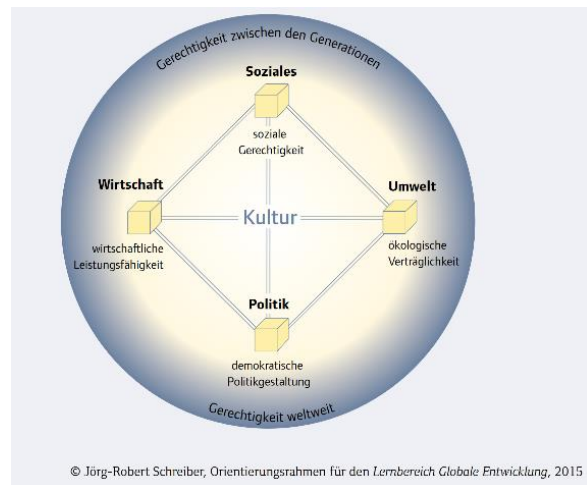 Gerechtigkeit zwischen den Generationen
Soziales
soziale
Gerechtigkeit
Wirtschaft
wirtschaftliche
Leistungsfähigkeit
Kultur
Umwelt
ökologische
Verträglichkeit
Politik
demokratische
Politikgestaltung
Gerechtigkeit weltweit
© Jörg-Robert Schreiber, Orientierungsrahmen für den Lernbereich Globale Entwicklung, 2015